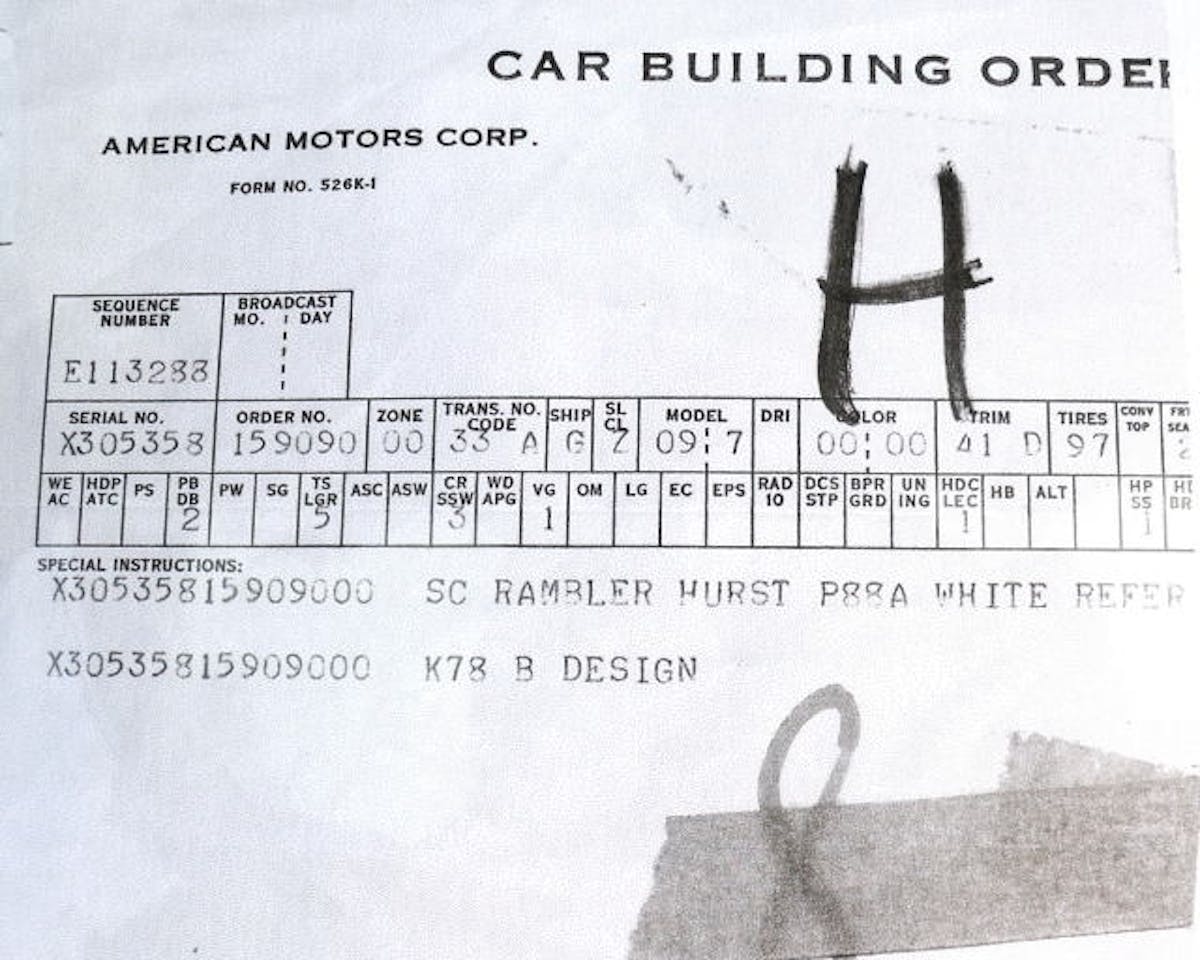 CAR BUILDING ORDER
AMERICAN MOTORS CORP.
FORM NO. 526K-1
H
SEQUENCE NUMBER BROADCAST MO. DAY
E113288
SERIAL NO. ORDER NO. ZONE TRANS. NO. CODE SHIP SL CL MODEL DRI COLOR TRIM TIRES CONV TOP
X305358 159090 00 33 A G Z 09 7 00 00 41 D 97
WE AC HDP ATC PS PB DB PW SG TS LGR ASC ASW CR SSW WD APG VG OM LG EC EPS RAD 10 DCS STP BPR GRD UN ING HDC LEC HB ALT HP SS
2 5 3 1 1 1
SPECIAL INSTRUCTIONS:
X30535815909000 SC RAMBLER HURST P88A WHITE REFER
X30535815909000 K78 B DESIGN